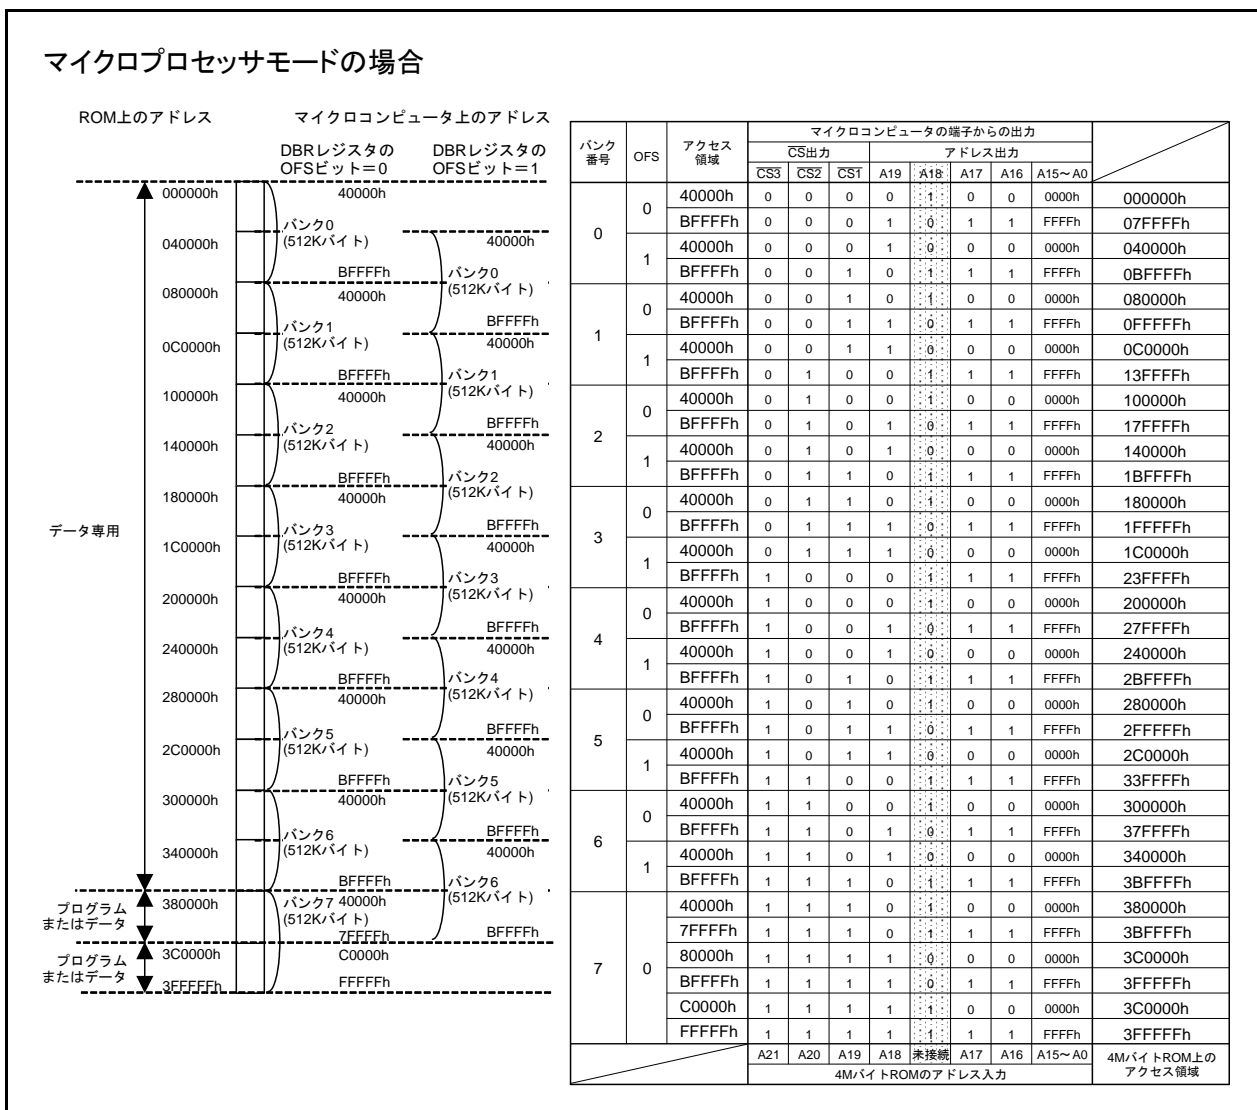 マイクロプロセッサモードの場合
ROM上のアドレス
マイクロコンピュータ上のアドレス
DBRレジスタの
OFSビット=0
DBRレジスタの
OFSビット=1
000000h 40000h
バンク0
(512Kバイト)
040000h 40000h
BFFFFh バンク0
080000h 40000h (512Kバイト)
バンク1 BFFFFh
(512Kバイト)
0C0000h 40000h
BFFFFh バンク1
100000h 40000h (512Kバイト)
バンク2 BFFFFh
(512Kバイト)
140000h 40000h
BFFFFh バンク2
180000h 40000h (512Kバイト)
データ専用
バンク3 BFFFFh
(512Kバイト)
1C0000h 40000h
BFFFFh バンク3
200000h 40000h (512Kバイト)
バンク4 BFFFFh
(512Kバイト)
240000h 40000h
BFFFFh バンク4
280000h 40000h (512Kバイト)
バンク5 BFFFFh
(512Kバイト)
2C0000h 40000h
BFFFFh バンク5
300000h 40000h (512Kバイト)
バンク6 BFFFFh
(512Kバイト)
340000h 40000h
BFFFFh バンク6
(512Kバイト)
プログラム
またはデータ
380000h バンク7 40000h
(512Kバイト)
7FFFFh BFFFFh
プログラム
またはデータ
3C0000h C0000h
3FFFFFh FFFFFh
バンク
番号
OFS
アクセス
領域
マイクロコンピュータの端子からの出力
CS出力 アドレス出力
CS3 CS2 CS1 A19 A18 A17 A16 A15～A0
0 0 40000h 0 0 0 0 1 0 0 0000h 000000h
BFFFFh 0 0 0 1 0 1 1 FFFFh 07FFFFh
1 40000h 0 0 0 1 0 0 0 0000h 040000h
BFFFFh 0 0 1 0 1 1 1 FFFFh 0BFFFFh
1 0 40000h 0 0 1 0 1 0 0 0000h 080000h
BFFFFh 0 0 1 1 0 1 1 FFFFh 0FFFFFh
1 40000h 0 0 1 1 0 0 0 0000h 0C0000h
BFFFFh 0 1 0 0 1 1 1 FFFFh 13FFFFh
2 0 40000h 0 1 0 0 1 0 0 0000h 100000h
BFFFFh 0 1 0 1 0 1 1 FFFFh 17FFFFh
1 40000h 0 1 0 1 0 0 0 0000h 140000h
BFFFFh 0 1 1 0 1 1 1 FFFFh 1BFFFFh
3 0 40000h 0 1 1 0 1 0 0 0000h 180000h
BFFFFh 0 1 1 1 0 1 1 FFFFh 1FFFFFh
1 40000h 0 1 1 1 0 0 0 0000h 1C0000h
BFFFFh 1 0 0 0 1 1 1 FFFFh 23FFFFh
4 0 40000h 1 0 0 0 1 0 0 0000h 200000h
BFFFFh 1 0 0 1 0 1 1 FFFFh 27FFFFh
1 40000h 1 0 0 1 0 0 0 0000h 240000h
BFFFFh 1 0 1 0 1 1 1 FFFFh 2BFFFFh
5 0 40000h 1 0 1 0 1 0 0 0000h 280000h
BFFFFh 1 0 1 1 0 1 1 FFFFh 2FFFFFh
1 40000h 1 0 1 1 0 0 0 0000h 2C0000h
BFFFFh 1 1 0 0 1 1 1 FFFFh 33FFFFh
6 0 40000h 1 1 0 0 1 0 0 0000h 300000h
BFFFFh 1 1 0 1 0 1 1 FFFFh 37FFFFh
1 40000h 1 1 0 1 0 0 0 0000h 340000h
BFFFFh 1 1 1 0 1 1 1 FFFFh 3BFFFFh
7 0 40000h 1 1 1 0 1 0 0 0000h 380000h
7FFFFh 1 1 1 0 1 1 1 FFFFh 3BFFFFh
80000h 1 1 1 1 0 0 0 0000h 3C0000h
BFFFFh 1 1 1 1 0 1 1 FFFFh 3FFFFFh
C0000h 1 1 1 1 1 0 0 0000h 3C0000h
FFFFFh 1 1 1 1 1 1 1 FFFFh 3FFFFFh
A21 A20 A19 A18 未接続 A17 A16 A15～A0
4MバイトROMのアドレス入力
4MバイトROM上の
アクセス領域